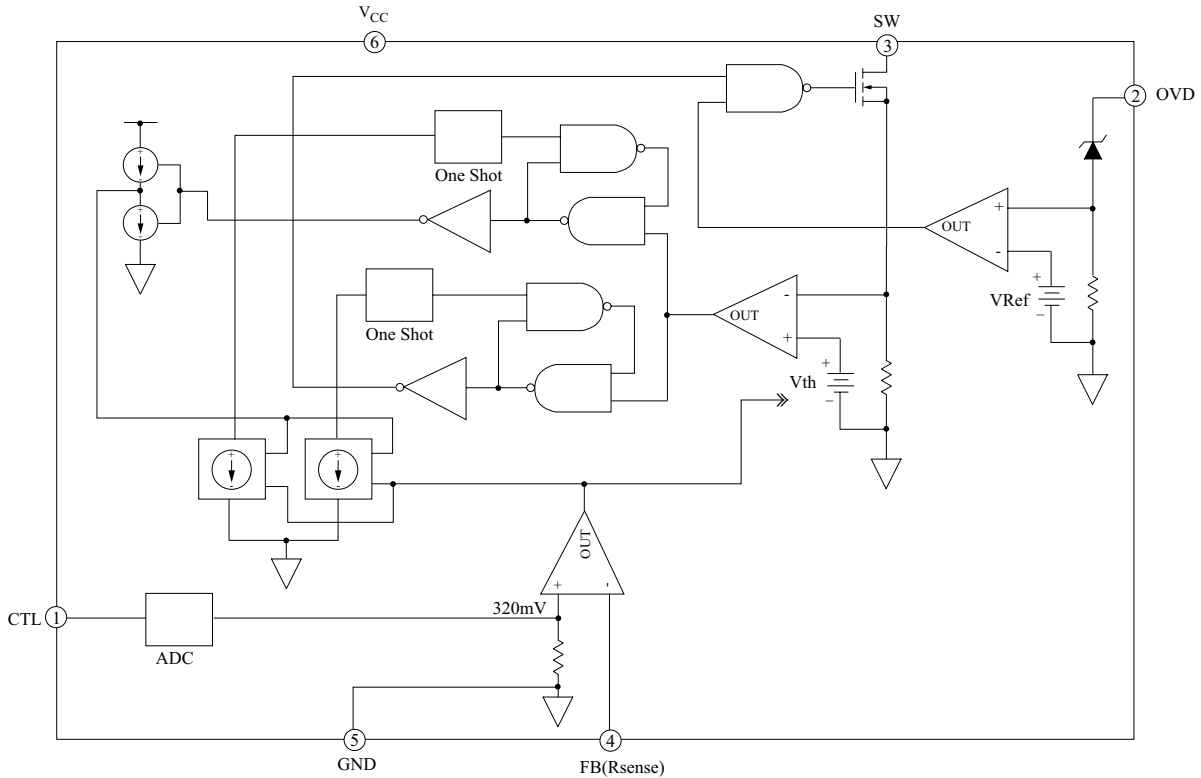 V_CC
6
SW
3
2 OVD
One Shot
+
-
+
-
+
OUT
-
VRef
+
−
One Shot
-
OUT
+
Vth
+
−
+
-
+
-
OUT
+ -
320mV
CTL 1
ADC
5
GND
4
FB(Rsense)